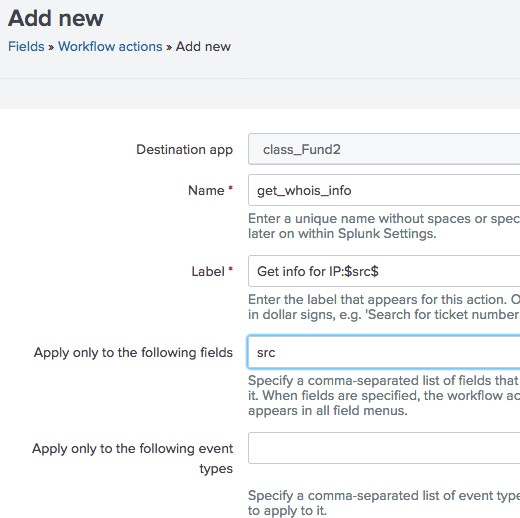 Add new
Fields » Workflow actions » Add new
Destination app
class_Fund2
Name *
get_whois_info
Enter a unique name without spaces or spec
later on within Splunk Settings.
Label *
Get info for IP:$src$
Enter the label that appears for this action. O
in dollar signs, e.g. 'Search for ticket number
Apply only to the following fields
src
Specify a comma-separated list of fields that
it. When fields are specified, the workflow ac
appears in all field menus.
Apply only to the following event
types
Specify a comma-separated list of event type
to apply to it.